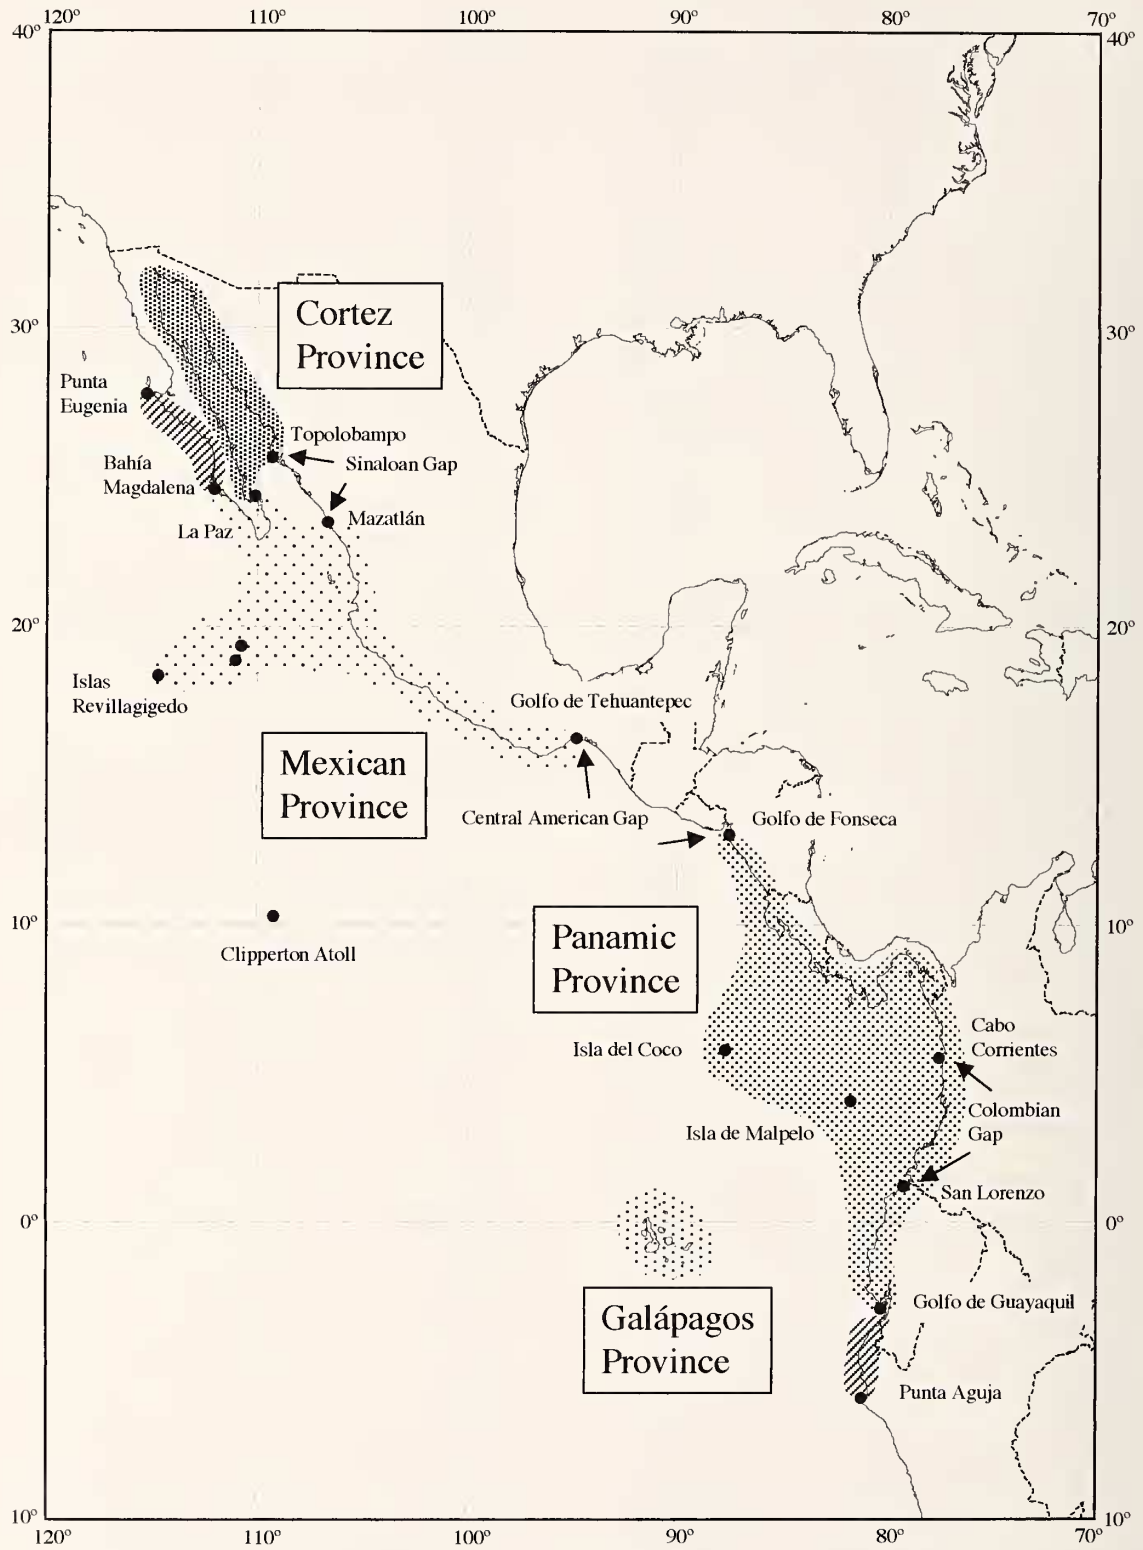 120° 110° 100° 90° 80° 70°
40° 40°
30° 30°
Cortez
Province
Punta
Eugenia
Topolobampo
Sinaloan Gap
Bahía
Magdalena
Mazatlán
La Paz
20° 20°
Islas
Revillagigedo
Golfo de Tehuantepec
Mexican
Province
Central American Gap
Golfo de Fonseca
10° 10°
Clipperton Atoll
Panamic
Province
Isla del Coco
Cabo
Corrientes
Colombian
Gap
Isla de Malpelo
San Lorenzo
0° 0°
Golfo de Guayaquil
Galápagos
Province
Punta Aguja
10° 10°
120° 110° 100° 90° 80° 70°